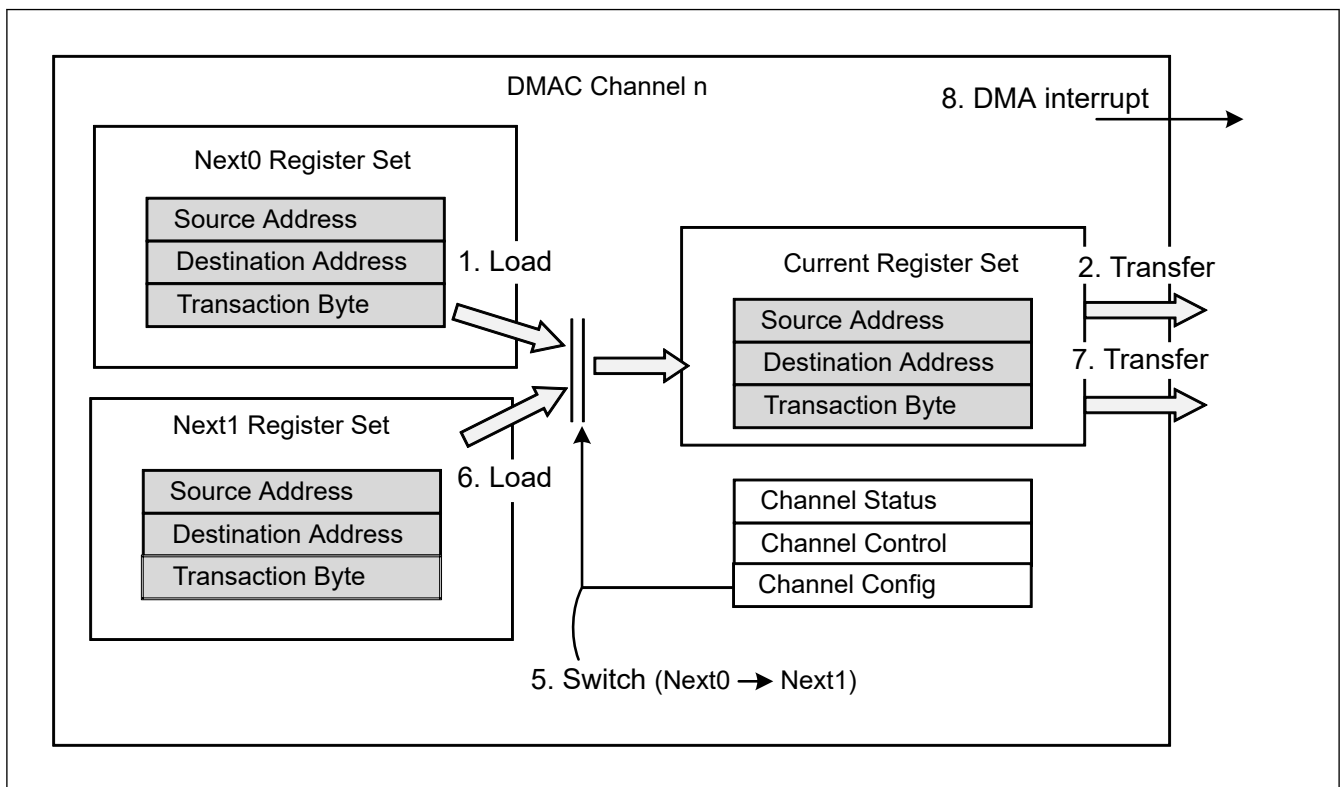 DMAC Channel n
8. DMA interrupt
Next0 Register Set
Source Address
Destination Address
Transaction Byte
1. Load
Next1 Register Set
Source Address
Destination Address
Transaction Byte
6. Load
Current Register Set
Source Address
Destination Address
Transaction Byte
2. Transfer
7. Transfer
Channel Status
Channel Control
Channel Config
5. Switch (Next0 → Next1)